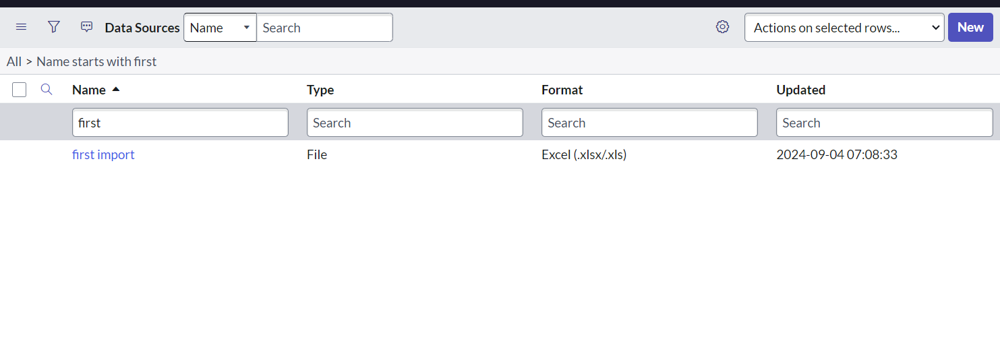 Data Sources Name Search Actions on selected rows... New
All > Name starts with first
Name Type Format Updated
first Search Search Search
first import File Excel (.xlsx/.xls) 2024-09-04 07:08:33